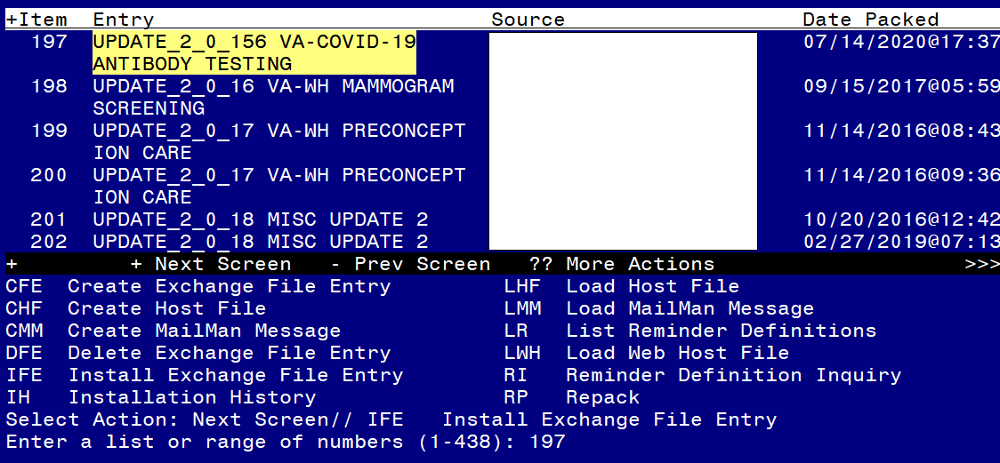 +Item  Entry                           Source                   Date Packed
  197  UPDATE_2_0_156 VA-COVID-19                               07/14/2020@17:37
       ANTIBODY TESTING
  198  UPDATE_2_0_16 VA-WH MAMMOGRAM                            09/15/2017@05:59
       SCREENING
  199  UPDATE_2_0_17 VA-WH PRECONCEPT                           11/14/2016@08:43
       ION CARE
  200  UPDATE_2_0_17 VA-WH PRECONCEPT                           11/14/2016@09:36
       ION CARE
  201  UPDATE_2_0_18 MISC UPDATE 2                              10/20/2016@12:42
  202  UPDATE_2_0_18 MISC UPDATE 2                              02/27/2019@07:13
+         + Next Screen   - Prev Screen   ?? More Actions                    >>>
CFE  Create Exchange File Entry         LHF  Load Host File
CHF  Create Host File                   LMM  Load MailMan Message
CMM  Create MailMan Message             LR   List Reminder Definitions
DFE  Delete Exchange File Entry         LWH  Load Web Host File
IFE  Install Exchange File Entry        RI   Reminder Definition Inquiry
IH   Installation History               RP   Repack
Select Action: Next Screen// IFE   Install Exchange File Entry
Enter a list or range of numbers (1-438): 197